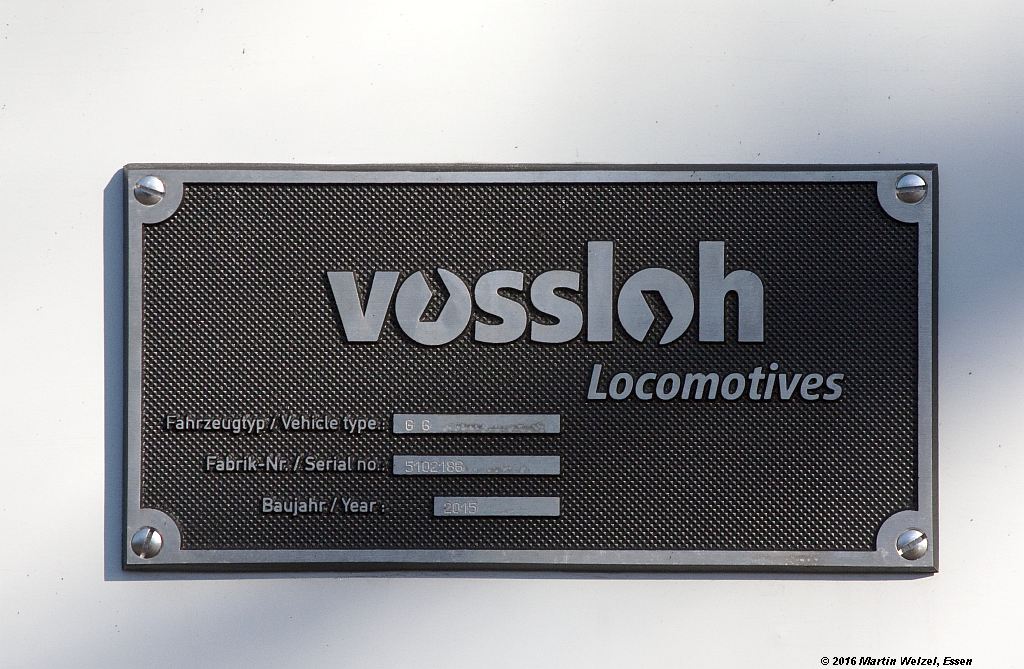 vossloh
Locomotives
Fahrzeugtyp / Vehicle type.: G 6
Fabrik-Nr. / Serial no.: 5102186
Baujahr / Year : 2015
© 2016 Martin Welzel, Essen